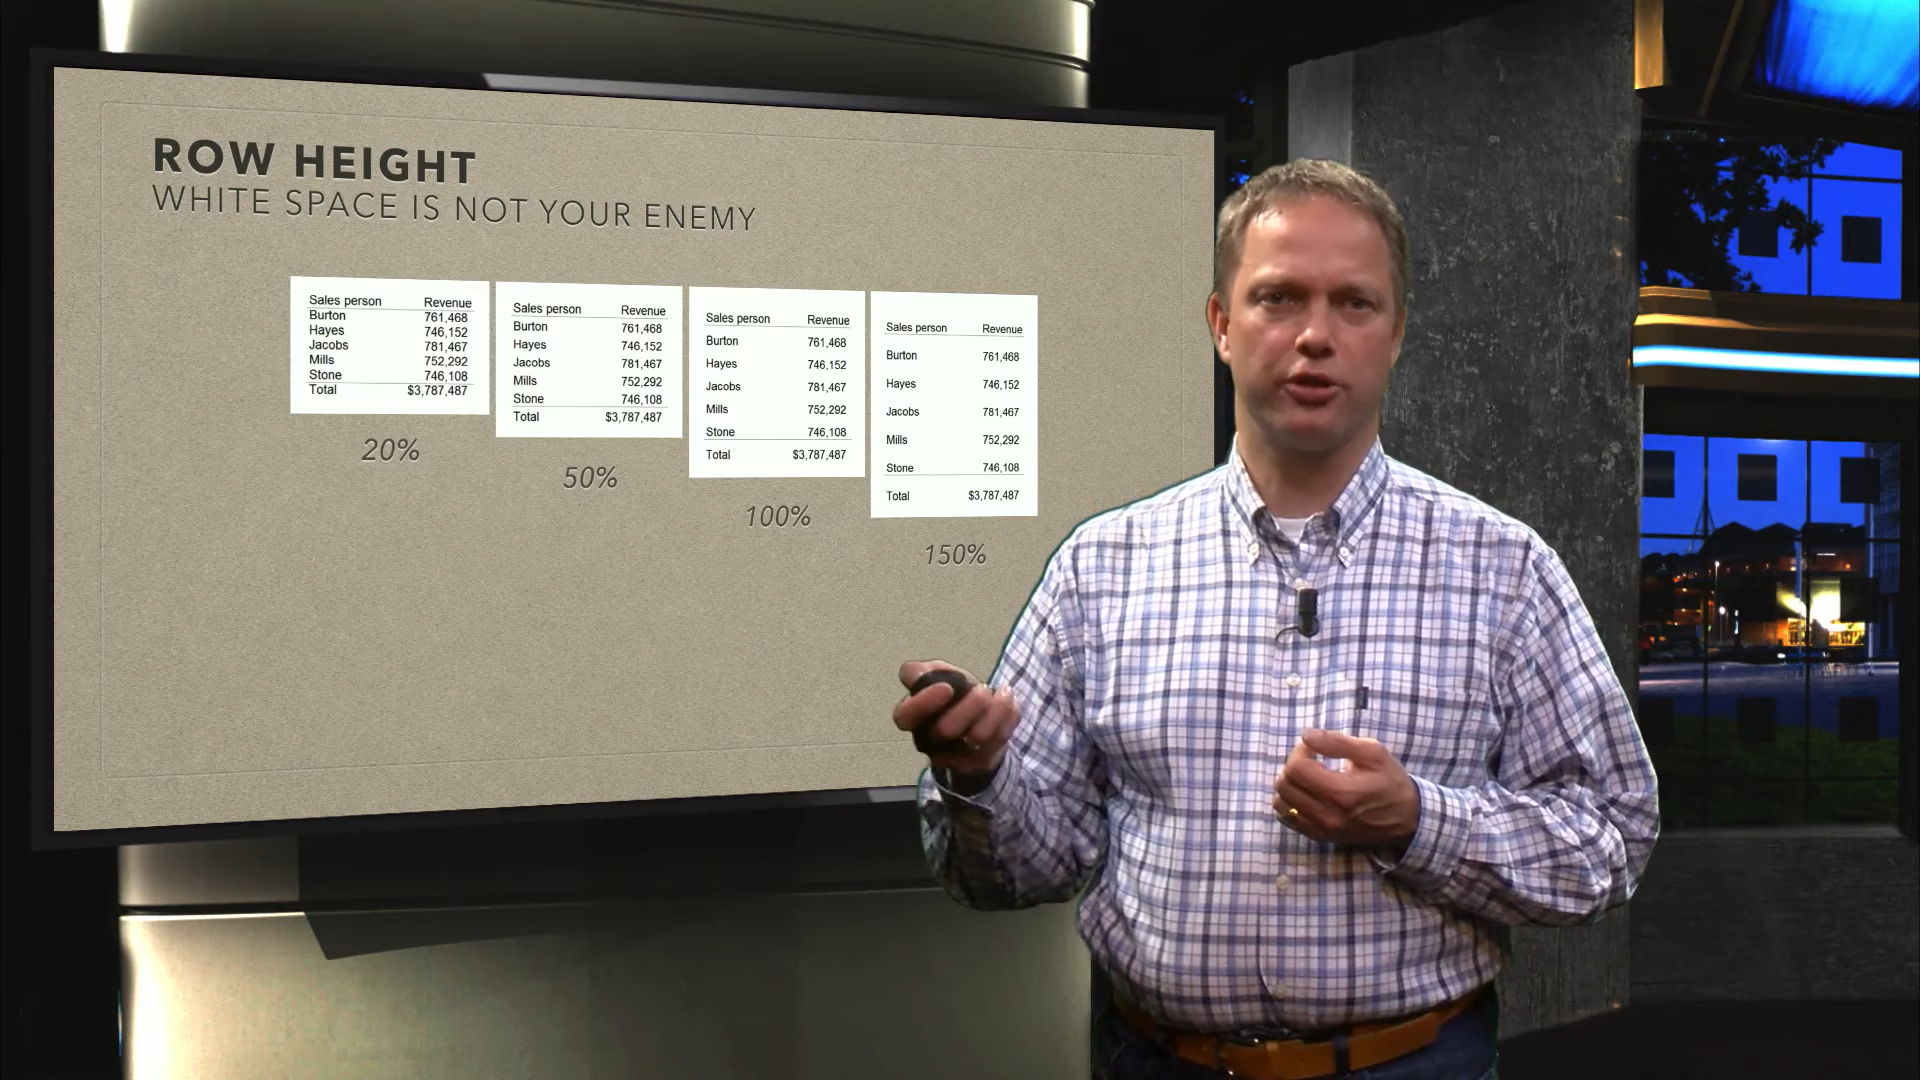 ROW HEIGHT
WHITE SPACE IS NOT YOUR ENEMY
Sales person Revenue
Burton 761,468
Hayes 746,152
Jacobs 781,467
Mills 752,292
Stone 746,108
Total $3,787,487
20%
Sales person Revenue
Burton 761,468
Hayes 746,152
Jacobs 781,467
Mills 752,292
Stone 746,108
Total $3,787,487
50%
Sales person Revenue
Burton 761,468
Hayes 746,152
Jacobs 781,467
Mills 752,292
Stone 746,108
Total $3,787,487
100%
Sales person Revenue
Burton 761,468
Hayes 746,152
Jacobs 781,467
Mills 752,292
Stone 746,108
Total $3,787,487
150%